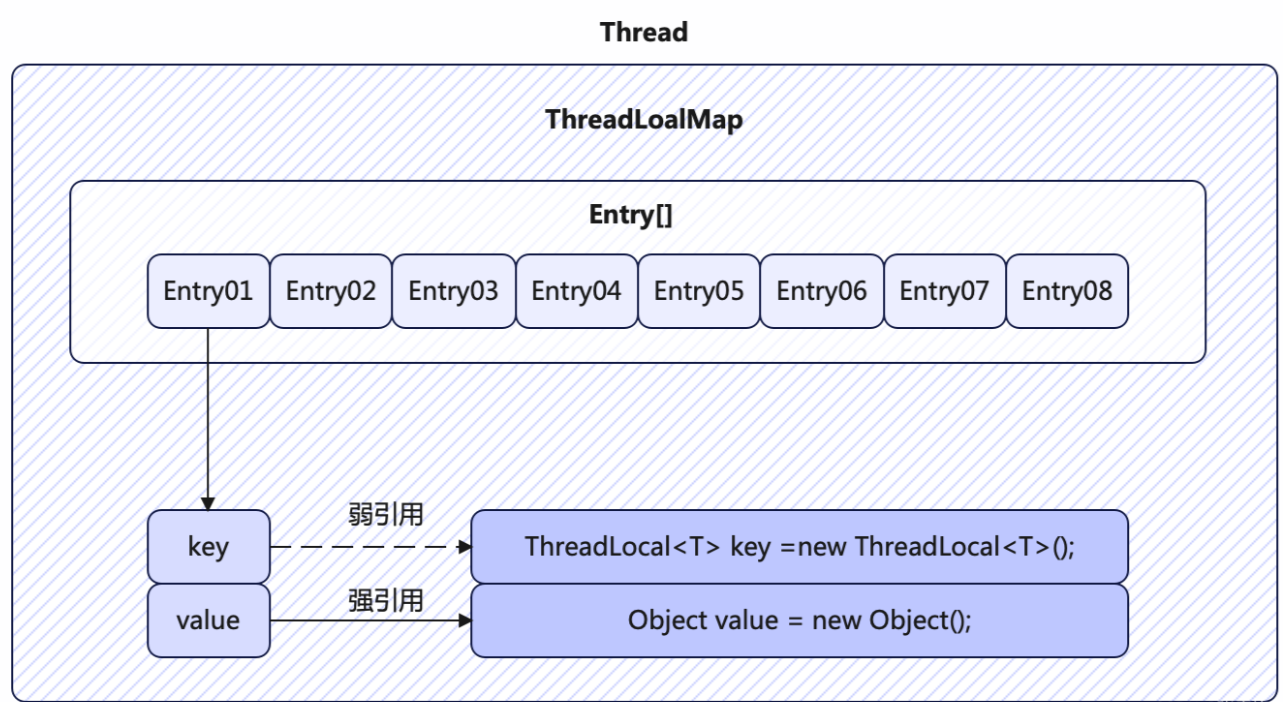 Thread
ThreadLoalMap
Entry[]
Entry01 Entry02 Entry03 Entry04 Entry05 Entry06 Entry07 Entry08
弱引用
key
ThreadLocal<T> key =new ThreadLocal<T>();
强引用
value
Object value = new Object();